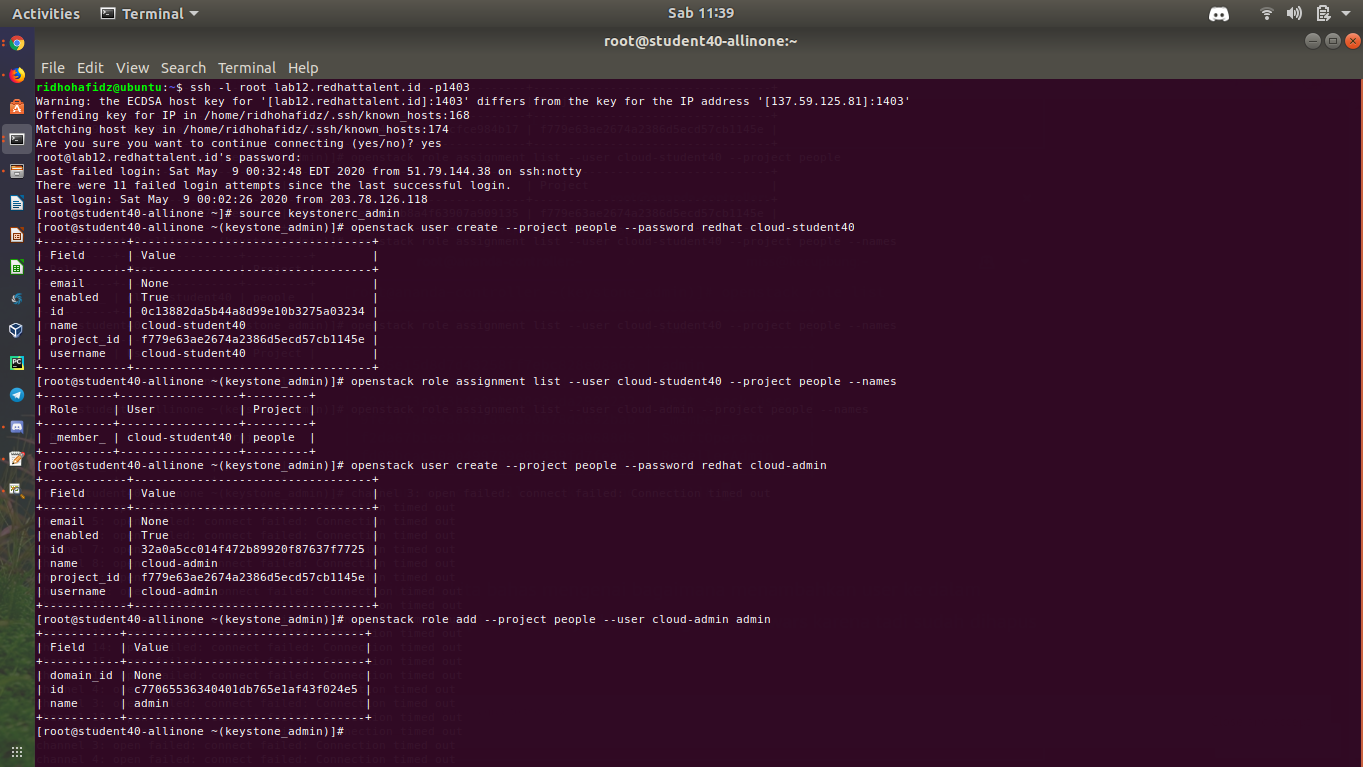 Activities Terminal Sab 11:39
root@student40-allinone:~
File Edit View Search Terminal Help
ridhohafidz@ubuntu:~$ ssh -l root lab12.redhattalent.id -p1403
Warning: the ECDSA host key for '[lab12.redhattalent.id]:1403' differs from the key for the IP address '[137.59.125.81]:1403'
Offending key for IP in /home/ridhohafidz/.ssh/known_hosts:168
Matching host key in /home/ridhohafidz/.ssh/known_hosts:174
Are you sure you want to continue connecting (yes/no)? yes
root@lab12.redhattalent.id's password:
Last failed login: Sat May  9 00:32:48 EDT 2020 from 51.79.144.38 on ssh:notty
There were 11 failed login attempts since the last successful login.
Last login: Sat May  9 00:02:26 2020 from 203.78.126.118
[root@student40-allinone ~]# source keystonerc_admin
[root@student40-allinone ~(keystone_admin)]# openstack user create --project people --password redhat cloud-student40
+------------+----------------------------------+
| Field      | Value                            |
+------------+----------------------------------+
| email      | None                             |
| enabled    | True                             |
| id         | 0c13882da5b44a8d99e10b3275a03234 |
| name       | cloud-student40                  |
| project_id | f779e63ae2674a2386d5ecd57cb1145e |
| username   | cloud-student40                  |
+------------+----------------------------------+
[root@student40-allinone ~(keystone_admin)]# openstack role assignment list --user cloud-student40 --project people --names
+----------+-----------------+---------+
| Role     | User            | Project |
+----------+-----------------+---------+
| _member_ | cloud-student40 | people  |
+----------+-----------------+---------+
[root@student40-allinone ~(keystone_admin)]# openstack user create --project people --password redhat cloud-admin
+------------+----------------------------------+
| Field      | Value                            |
+------------+----------------------------------+
| email      | None                             |
| enabled    | True                             |
| id         | 32a0a5cc014f472b89920f87637f7725 |
| name       | cloud-admin                      |
| project_id | f779e63ae2674a2386d5ecd57cb1145e |
| username   | cloud-admin                      |
+------------+----------------------------------+
[root@student40-allinone ~(keystone_admin)]# openstack role add --project people --user cloud-admin admin
+-----------+----------------------------------+
| Field     | Value                            |
+-----------+----------------------------------+
| domain_id | None                             |
| id        | c77065536340401db765e1af43f024e5 |
| name      | admin                            |
+-----------+----------------------------------+
[root@student40-allinone ~(keystone_admin)]#